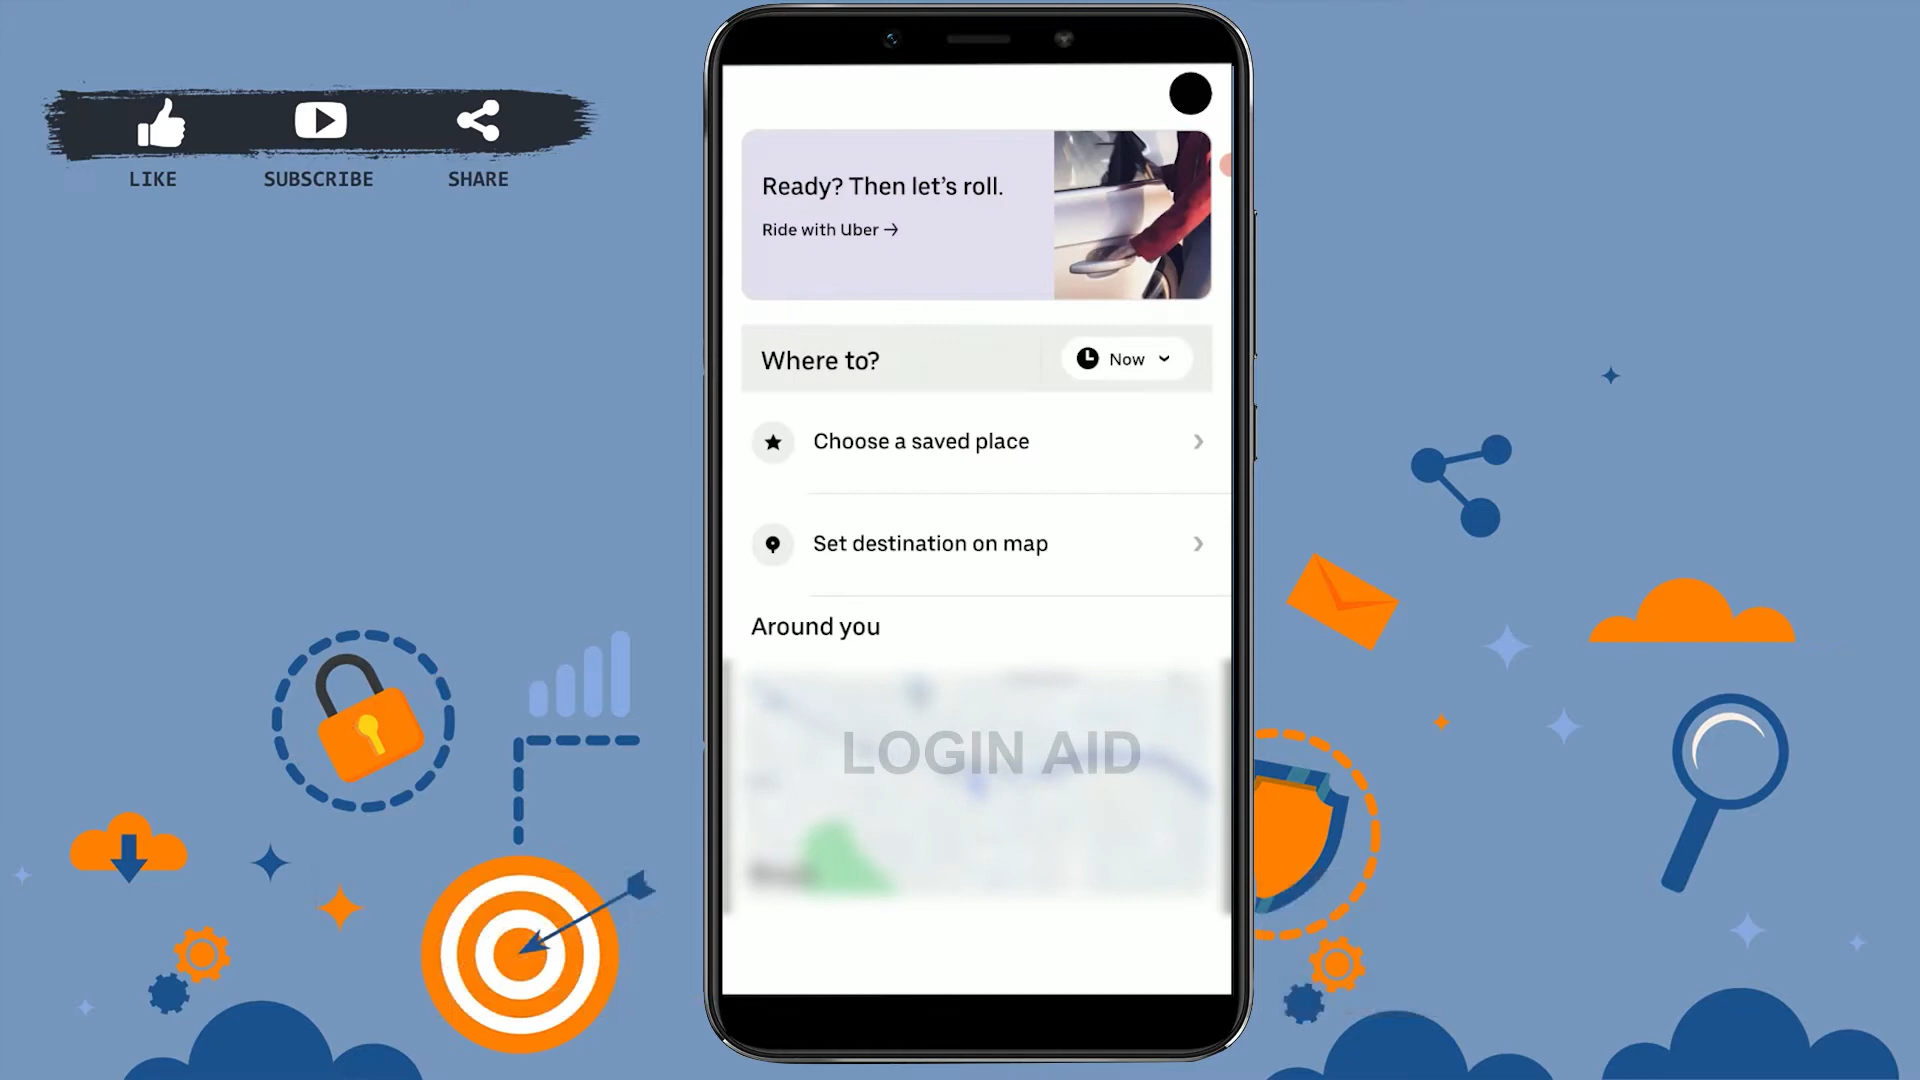 LIKE
SUBSCRIBE
SHARE
Ready? Then let's roll.
Ride with Uber →
Where to?
Now
Choose a saved place
Set destination on map
Around you
LOGIN AID